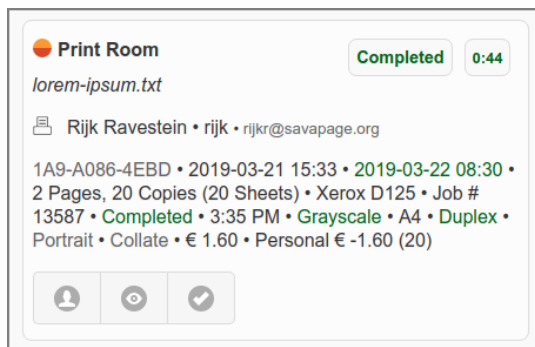 Print Room
Completed
0:44
lorem-ipsum.txt
Rijk Ravestein • rijk • rijkr@savapage.org
1A9-A086-4EBD • 2019-03-21 15:33 • 2019-03-22 08:30 •
2 Pages, 20 Copies (20 Sheets) • Xerox D125 • Job #
13587 • Completed • 3:35 PM • Grayscale • A4 • Duplex •
Portrait • Collate • € 1.60 • Personal € -1.60 (20)